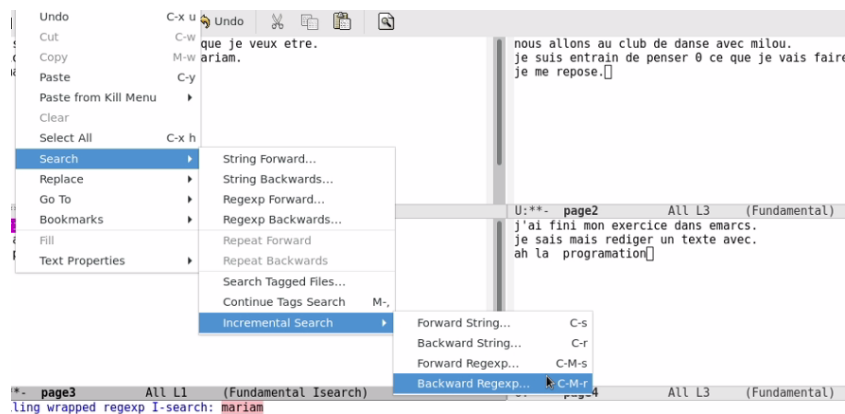 Undo C-x u
Cut C-w
Copy M-w
Paste C-y
Paste from Kill Menu
Clear
Select All C-x h
Search
Replace
Go To
Bookmarks
Fill
Text Properties
Undo
que je veux etre.
ariam.
nous allons au club de danse avec milou.
je suis entrain de penser 0 ce que je vais faire
je me repose.
String Forward...
String Backwards...
Regexp Forward...
Regexp Backwards...
Repeat Forward
Repeat Backwards
Search Tagged Files...
Continue Tags Search M-,
Incremental Search
U:**- page2 All L3 (Fundamental)
j'ai fini mon exercice dans emarcs.
je sais mais rediger un texte avec.
ah la programation
Forward String... C-s
Backward String... C-r
Forward Regexp... C-M-s
Backward Regexp... C-M-r
*- page3 All L1 (Fundamental Isearch)
All L3 (Fundamental)
ling wrapped regexp I-search: mariam